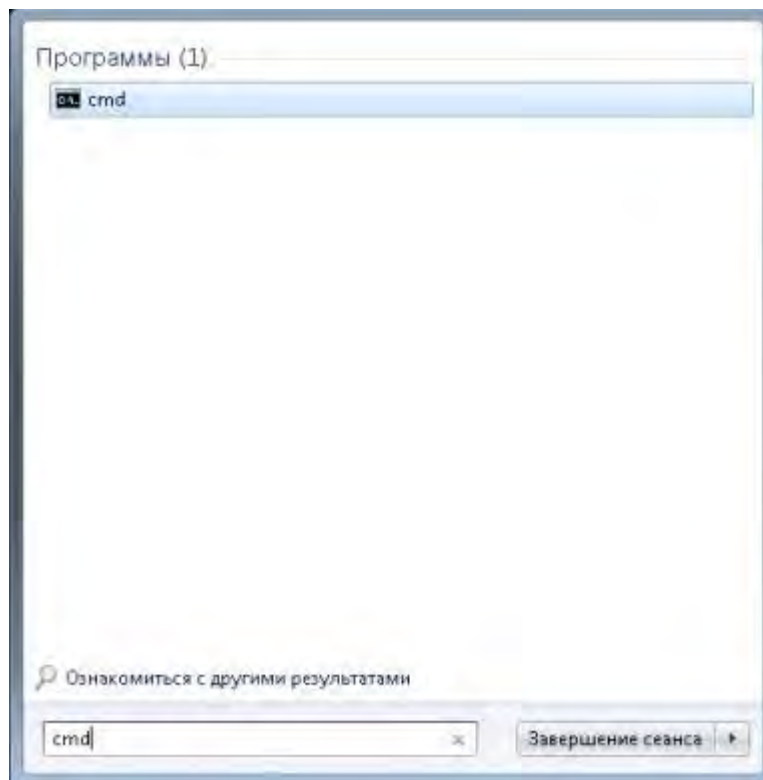 Программы (1)
cmd
Ознакомиться с другими результатами
cmd
Завершение сеанса